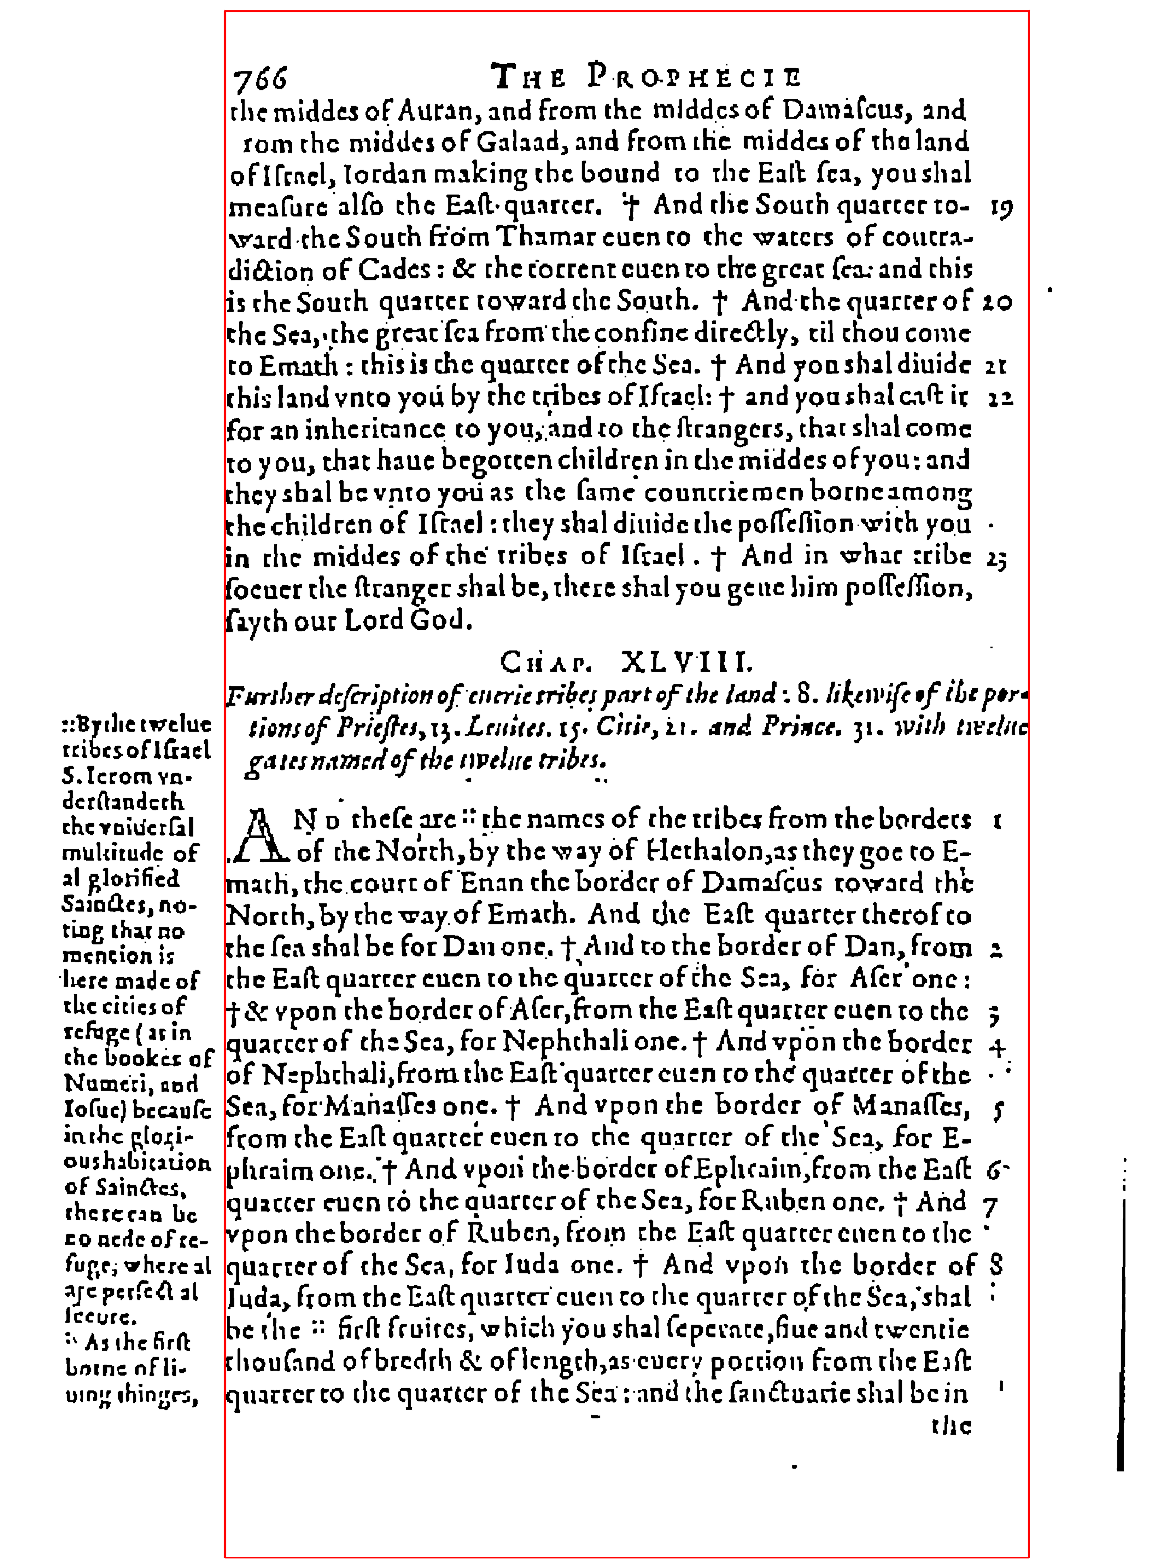 766 THE PROPHECIE
the middes of Auran, and from the middes of Damaſcus, and
rom the middes of Galaad, and from the middes of the land
of Iſrael, Iordan making the bound to the Eaſt ſea, you shal
meaſure alſo the Eaſt quarter. † And the South quarter to- 19
ward the South from Thamar euen to the waters of contra-
diction of Cades: & the torrent euen to the great ſea: and this
is the South quarter toward the South. † And the quarter of 20
the Sea, the great ſea from the confine directly, til thou come
to Emath: this is the quarter of the Sea. † And you shal diuide 21
this land vnto you by the tribes of Iſrael: † and you shal caſt it 22
for an inheritance to you, and to the ſtrangers, that shal come
to you, that haue begotten children in the middes of you: and
they shal be vnto you as the ſame countriemen borne among
the children of Iſrael: they shal diuide the poſſeſſion with you
in the middes of the tribes of Iſrael. † And in what tribe 23
ſoeuer the ſtranger shal be, there shal you geue him poſſeſſion,
ſayth our Lord God.
CHAP. XLVIII.
Further deſcription of euerie tribes part of the land: 8. likewiſe of the por-
tions of Prieſtes, 13. Leuites. 15. Citie, 21. and Prince. 31. with twelue
gates named of the twelue tribes.
AND theſe are :: the names of the tribes from the borders 1
of the North, by the way of Hethalon, as they goe to E-
math, the court of Enan the border of Damaſcus toward the
North, by the way of Emath. And the Eaſt quarter therof to
the ſea shal be for Dan one. † And to the border of Dan, from 2
the Eaſt quarter euen to the quarter of the Sea, for Aſer one:
† & vpon the border of Aſer, from the Eaſt quarter euen to the 3
quarter of the Sea, for Nephthali one. † And vpon the border 4
of Nephthali, from the Eaſt quarter euen to the quarter of the
Sea, for Manaſſes one. † And vpon the border of Manaſſes, 5
from the Eaſt quarter euen to the quarter of the Sea, for E-
phraim one. † And vpon the border of Ephraim, from the Eaſt 6
quarter euen to the quarter of the Sea, for Ruben one. † And 7
vpon the border of Ruben, from the Eaſt quarter euen to the
quarter of the Sea, for Iuda one. † And vpon the border of 8
Iuda, from the Eaſt quarter euen to the quarter of the Sea, shal
be the :: firſt fruites, which you shal ſeperate, fiue and twentie
thouſand of bredth & of length, as euery portion from the Eaſt
quarter to the quarter of the Sea: and the ſanctuarie shal be in
the
:: By the twelue
tribes of Iſrael
S. Ierom vn-
derſtandeth
the vniuerſal
multitude of
al glorified
Sainctes, no-
ting that no
mention is
here made of
the cities of
refuge (as in
the bookes of
Numeri, and
Ioſue) becauſe
in the glori-
ous habitation
of Sainctes,
there can be
no nede of re-
fuge, where al
are perfect al
ſecure.
:: As the firſt
borne of li-
uing thinges,